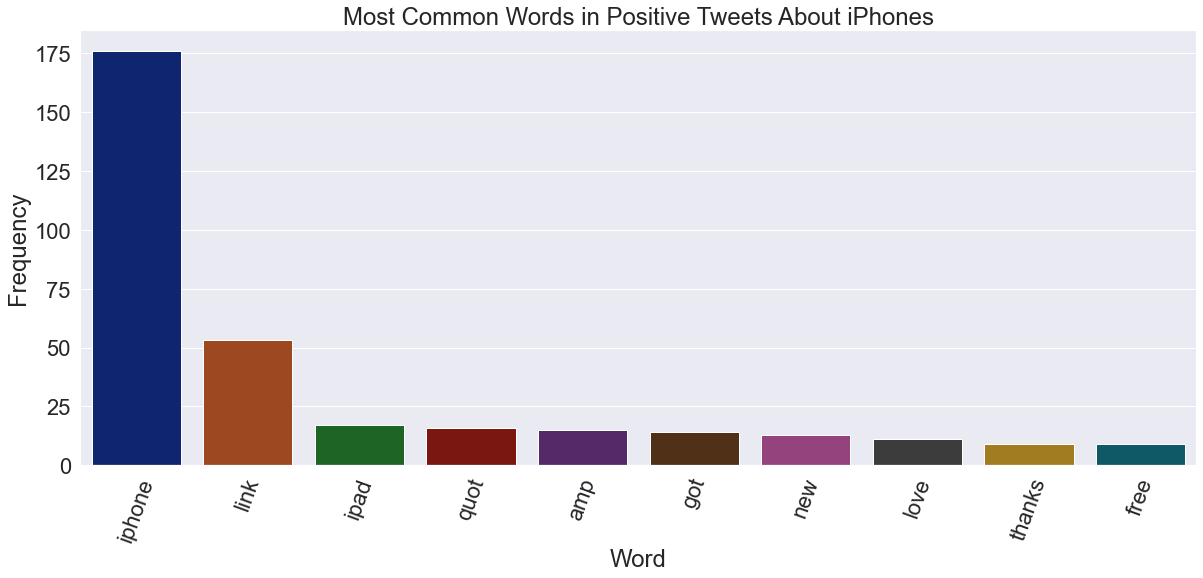 Most Common Words in Positive Tweets About iPhones
Frequency
175
150
125
100
75
50
25
0
iphone
link
ipad
quot
amp
got
new
love
thanks
free
Word